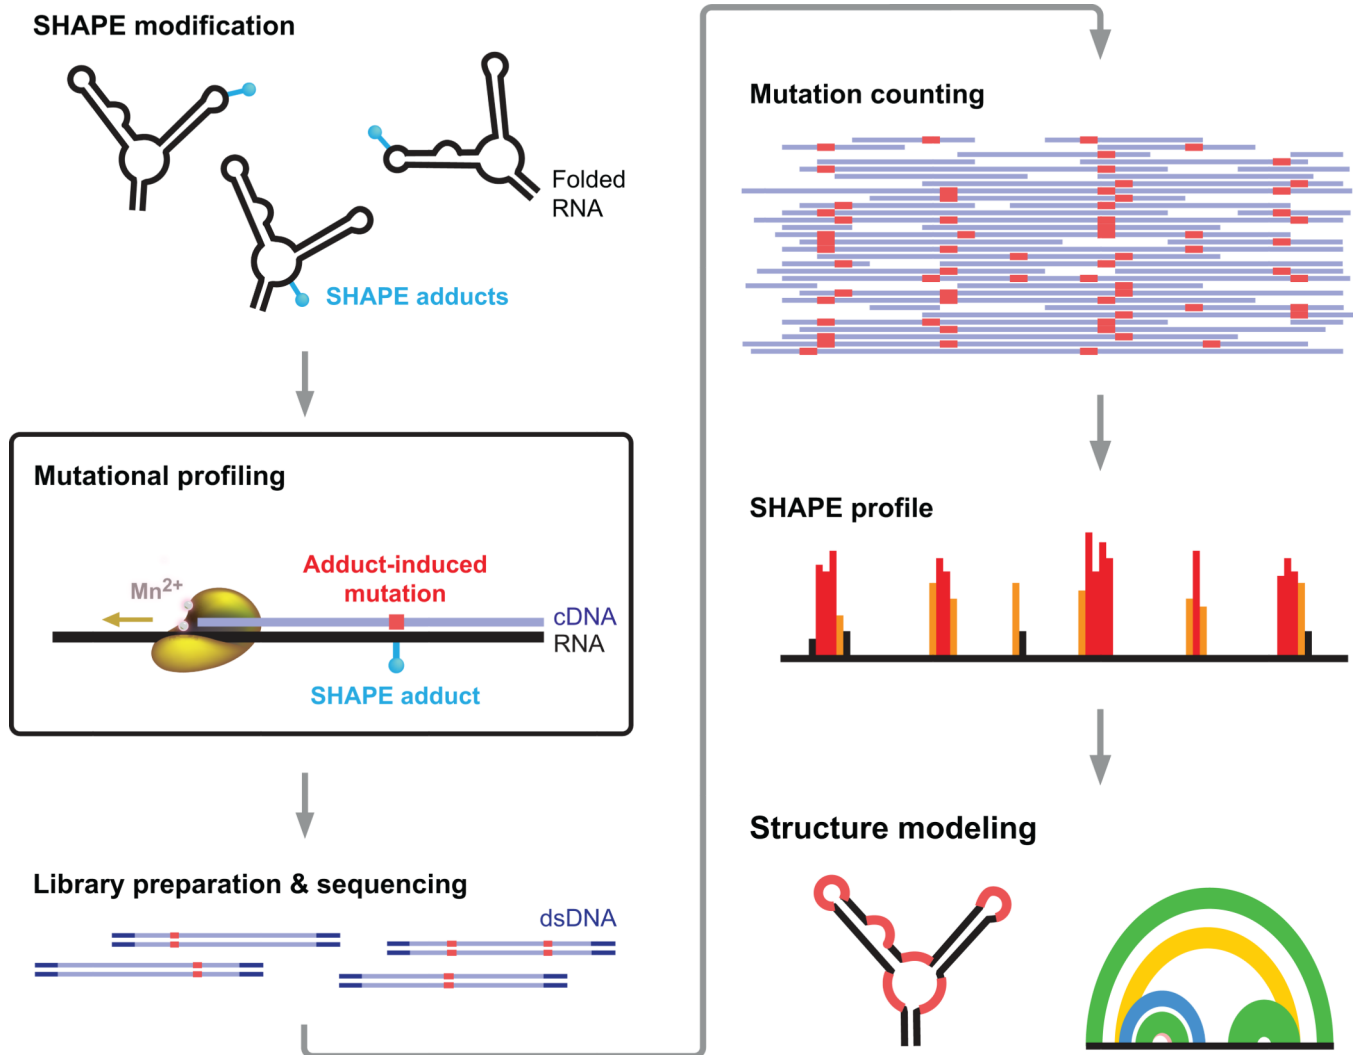 SHAPE modification
Folded
RNA
SHAPE adducts
Mutational profiling
Mn2+
Adduct-induced
mutation
cDNA
RNA
SHAPE adduct
Library preparation & sequencing
dsDNA
Mutation counting
SHAPE profile
Structure modeling